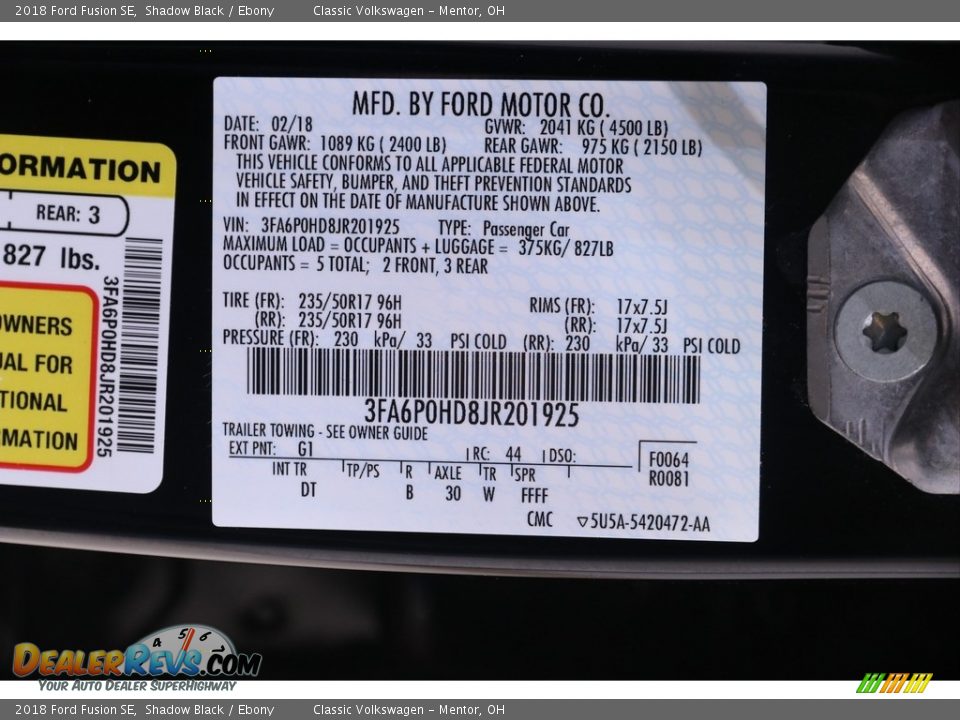 2018 Ford Fusion SE, Shadow Black / Ebony Classic Volkswagen - Mentor, OH
ORMATION
REAR: 3
827 lbs.
OWNERS
UAL FOR
TIONAL
RMATION
3FA6P0HD8JR201925
MFD. BY FORD MOTOR CO.
DATE: 02/18 GVWR: 2041 KG ( 4500 LB)
FRONT GAWR: 1089 KG ( 2400 LB) REAR GAWR: 975 KG ( 2150 LB)
THIS VEHICLE CONFORMS TO ALL APPLICABLE FEDERAL MOTOR
VEHICLE SAFETY, BUMPER, AND THEFT PREVENTION STANDARDS
IN EFFECT ON THE DATE OF MANUFACTURE SHOWN ABOVE.
VIN: 3FA6P0HD8JR201925 TYPE: Passenger Car
MAXIMUM LOAD = OCCUPANTS + LUGGAGE = 375KG/ 827LB
OCCUPANTS = 5 TOTAL; 2 FRONT, 3 REAR
TIRE (FR): 235/50R17 96H RIMS (FR): 17x7.5J
(RR): 235/50R17 96H (RR): 17x7.5J
PRESSURE (FR): 230 kPa/ 33 PSI COLD (RR): 230 kPa/ 33 PSI COLD
3FA6P0HD8JR201925
TRAILER TOWING - SEE OWNER GUIDE
EXT PNT: G1 RC: 44 DSO:
F0064
R0081
INT TR TP/PS R AXLE TR SPR
DT B 30 W FFFF
CMC ▽5U5A-5420472-AA
4 5 6
DEALERREVS.COM
YOUR AUTO DEALER SUPERHIGHWAY
2018 Ford Fusion SE, Shadow Black / Ebony Classic Volkswagen - Mentor, OH